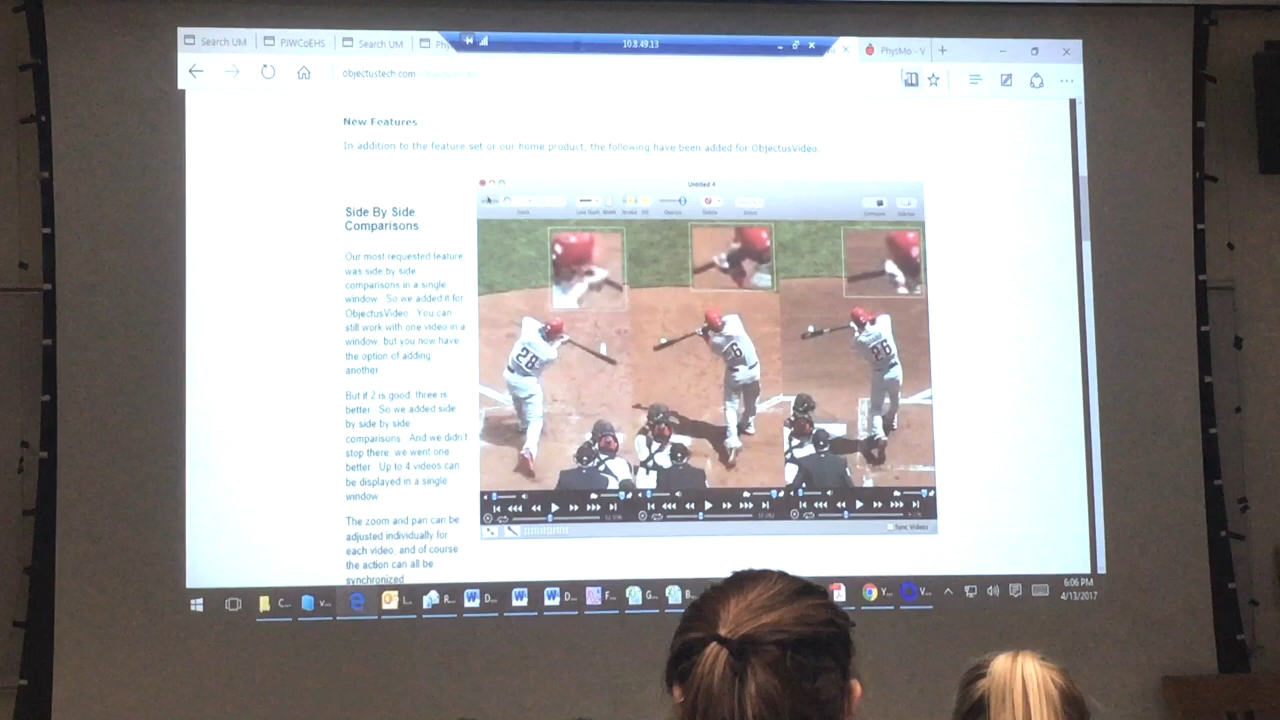 Search UM
PJWCoEHS
Search UM
10.8.49.13
PhysMo - V
objectustech.com
New Features
In addition to the feature set or our home product, the following have been added for ObjectusVideo.
Untitled 4
Side By Side
Comparisons
Our most requested feature
was side by side
comparisons in a single
window. So we added it for
ObjectusVideo. You can
still work with one video in a
window, but you now have
the option of adding
another
But if 2 is good, three is
better. So we added side
by side by side
comparisons. And we didn't
stop there, we went one
better. Up to 4 videos can
be displayed in a single
window
The zoom and pan can be
adjusted individually for
each video, and of course
the action can all be
synchronized
28
6
26
Sync Videos
C...
v...
I...
R...
D...
D...
F...
G...
B...
Y...
V...
6:06 PM
4/13/2017